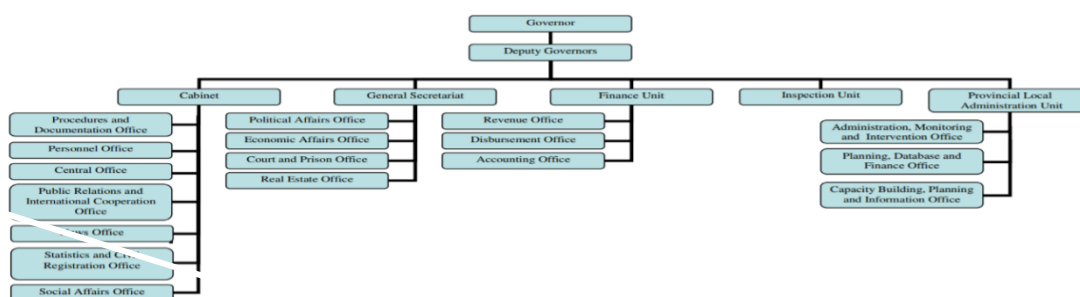 Governor
Deputy Governors
Cabinet
General Secretariat
Finance Unit
Inspection Unit
Provincial Local
Administration Unit
Procedures and
Documentation Office
Personnel Office
Central Office
Public Relations and
International Cooperation
Office
Office
Statistics and
Registration Office
Social Affairs Office
Political Affairs Office
Economic Affairs Office
Court and Prison Office
Real Estate Office
Revenue Office
Disbursement Office
Accounting Office
Administration, Monitoring
and Intervention Office
Planning, Database and
Finance Office
Capacity Building, Planning
and Information Office